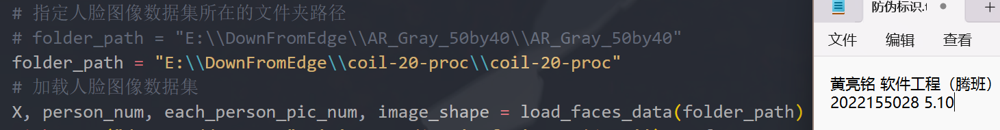 # 指定人脸图像数据集所在的文件夹路径
# folder_path = "E:\\DownFromEdge\\AR_Gray_50by40\\AR_Gray_50by40"
folder_path = "E:\\DownFromEdge\\coil-20-proc\\coil-20-proc"
# 加载人脸图像数据集
X, person_num, each_person_pic_num, image_shape = load_faces_data(folder_path)
防伪标识.t
文件 编辑 查看
黄亮铭 软件工程（腾班）
2022155028 5.10